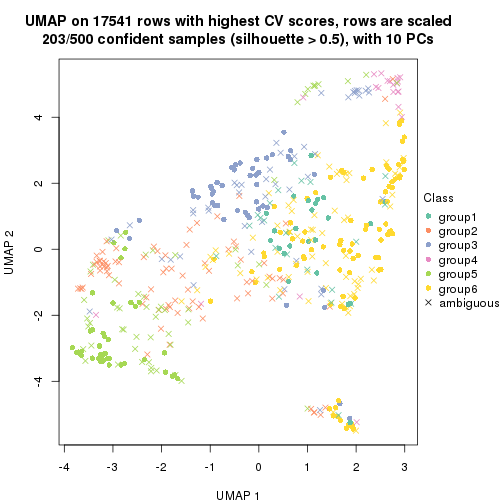 UMAP on 17541 rows with highest CV scores, rows are scaled
203/500 confident samples (silhouette > 0.5), with 10 PCs
4
2
0
-2
-4
UMAP 2
-4
-3
-2
-1
0
1
2
3
UMAP 1
Class
group1
group2
group3
group4
group5
group6
ambiguous